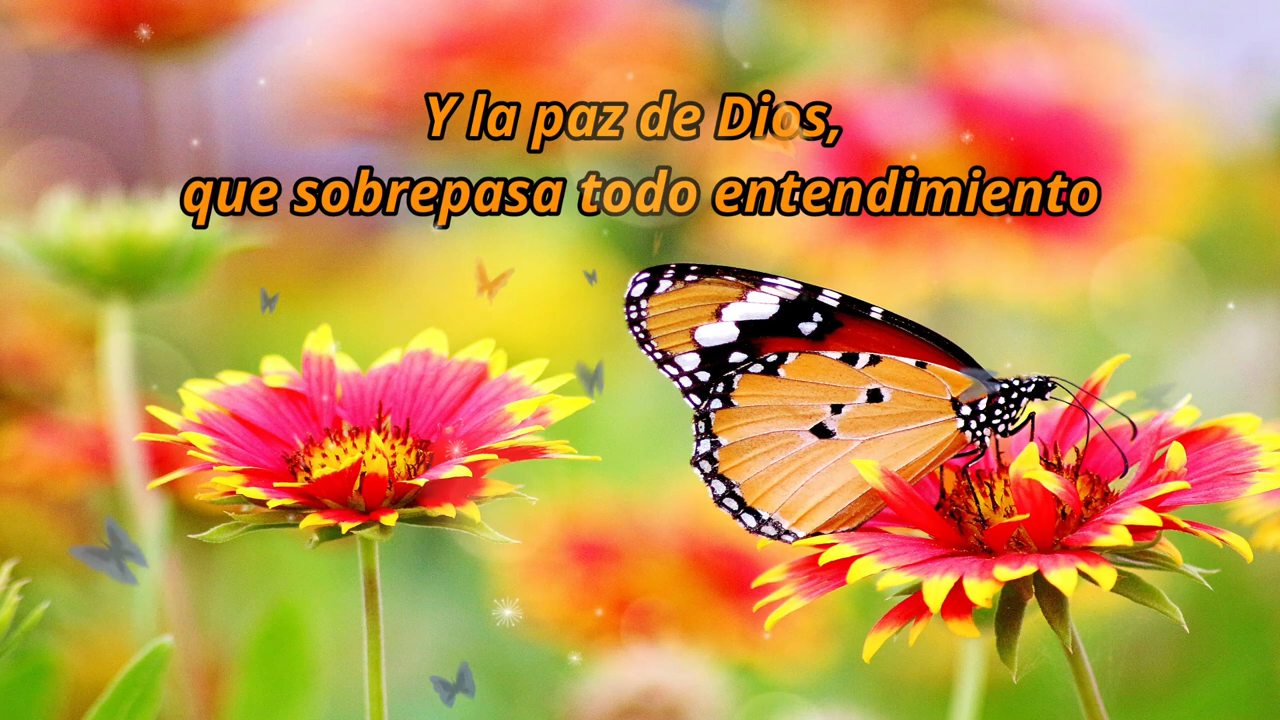 Y la paz de Dios,
que sobrepasa todo entendimiento